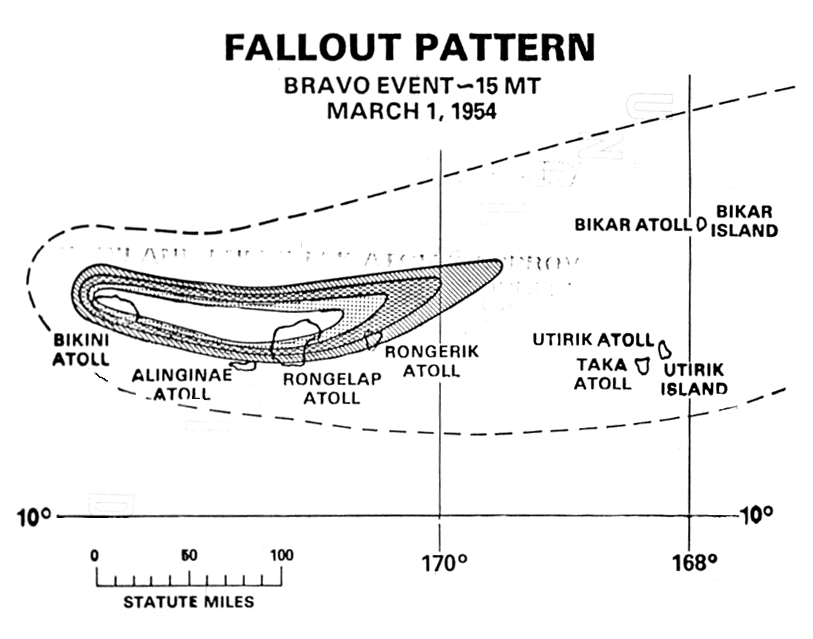 FALLOUT PATTERN
BRAVO EVENT–15 MT
MARCH 1, 1954
BIKAR ATOLL
BIKAR
ISLAND
BIKINI
ATOLL
ALINGINAE
ATOLL
RONGELAP
ATOLL
RONGERIK
ATOLL
UTIRIK ATOLL
TAKA
ATOLL
UTIRIK
ISLAND
10°
10°
170°
168°
0 50 100
STATUTE MILES